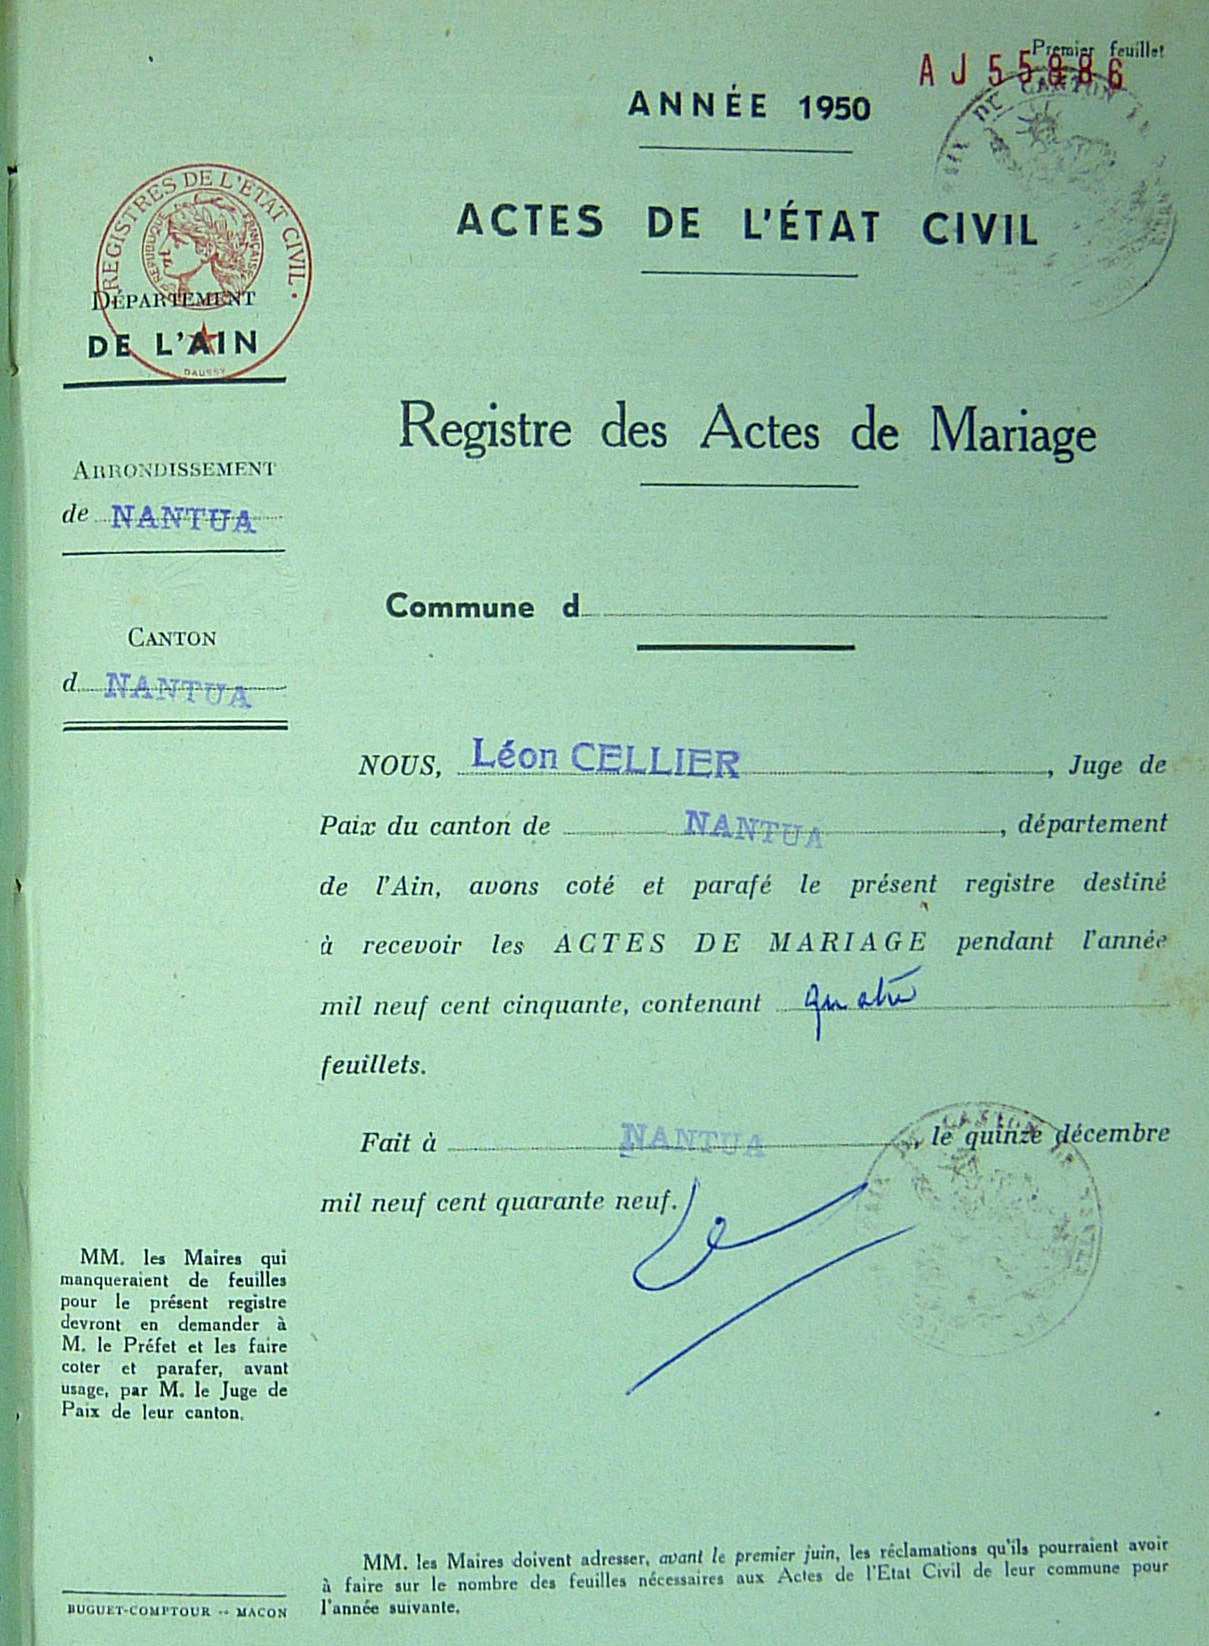 Premier feuillet
AJ55886
ANNÉE 1950
ACTES DE L'ÉTAT CIVIL
REGISTRES DE L'ETAT CIVIL.
REPUBLIQUE FRANÇAISE
DÉPARTEMENT
DE L'AIN
DAUSSY
Registre des Actes de Mariage
ARRONDISSEMENT
de NANTUA
Commune d
CANTON
d NANTUA
NOUS, Léon CELLIER, Juge de
Paix du canton de NANTUA, département
de l'Ain, avons coté et parafé le présent registre destiné
à recevoir les ACTES DE MARIAGE pendant l'année
mil neuf cent cinquante, contenant quatre
feuillets.
Fait à NANTUA, le quinze décembre
mil neuf cent quarante neuf.
MM. les Maires qui
manqueraient de feuilles
pour le présent registre
devront en demander à
M. le Préfet et les faire
coter et parafer, avant
usage, par M. le Juge de
Paix de leur canton.
MM. les Maires doivent adresser, avant le premier juin, les réclamations qu'ils pourraient avoir
à faire sur le nombre des feuilles nécessaires aux Actes de l'Etat Civil de leur commune pour
l'année suivante.
BUGUET-COMPTOUR -- MACON